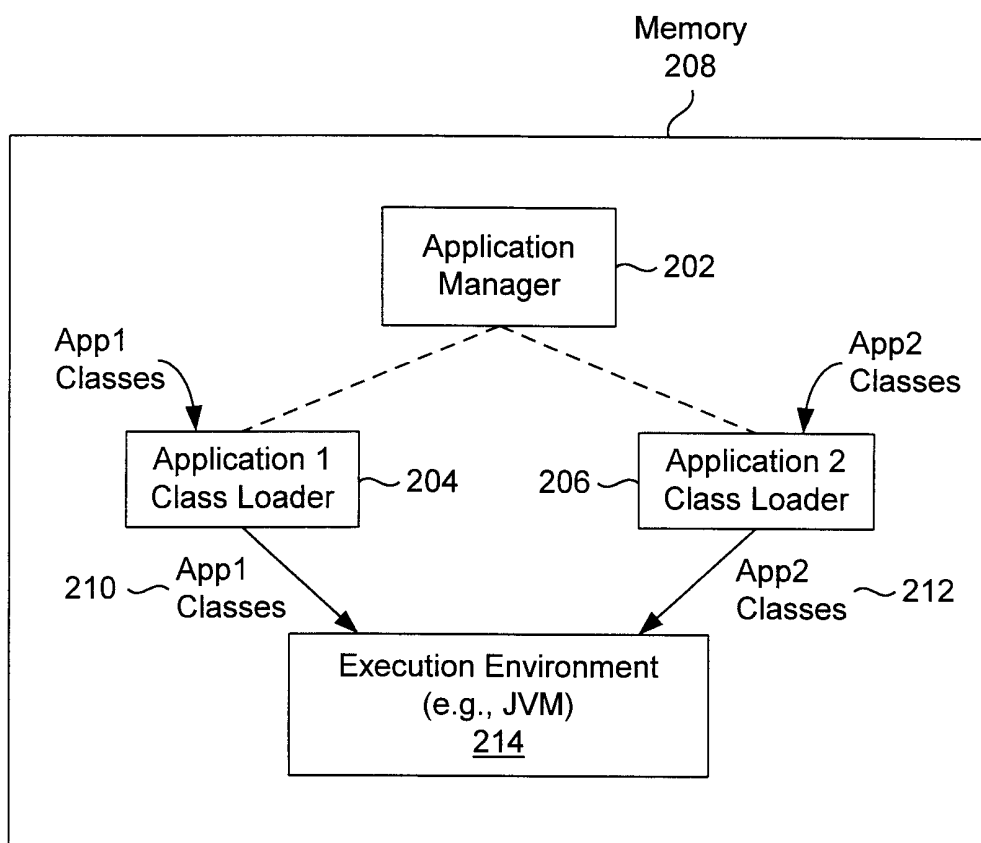 Memory
208
Application
Manager
202
App1
Classes
App2
Classes
Application 1
Class Loader
204
206
Application 2
Class Loader
210
App1
Classes
App2
Classes
212
Execution Environment
(e.g., JVM)
214